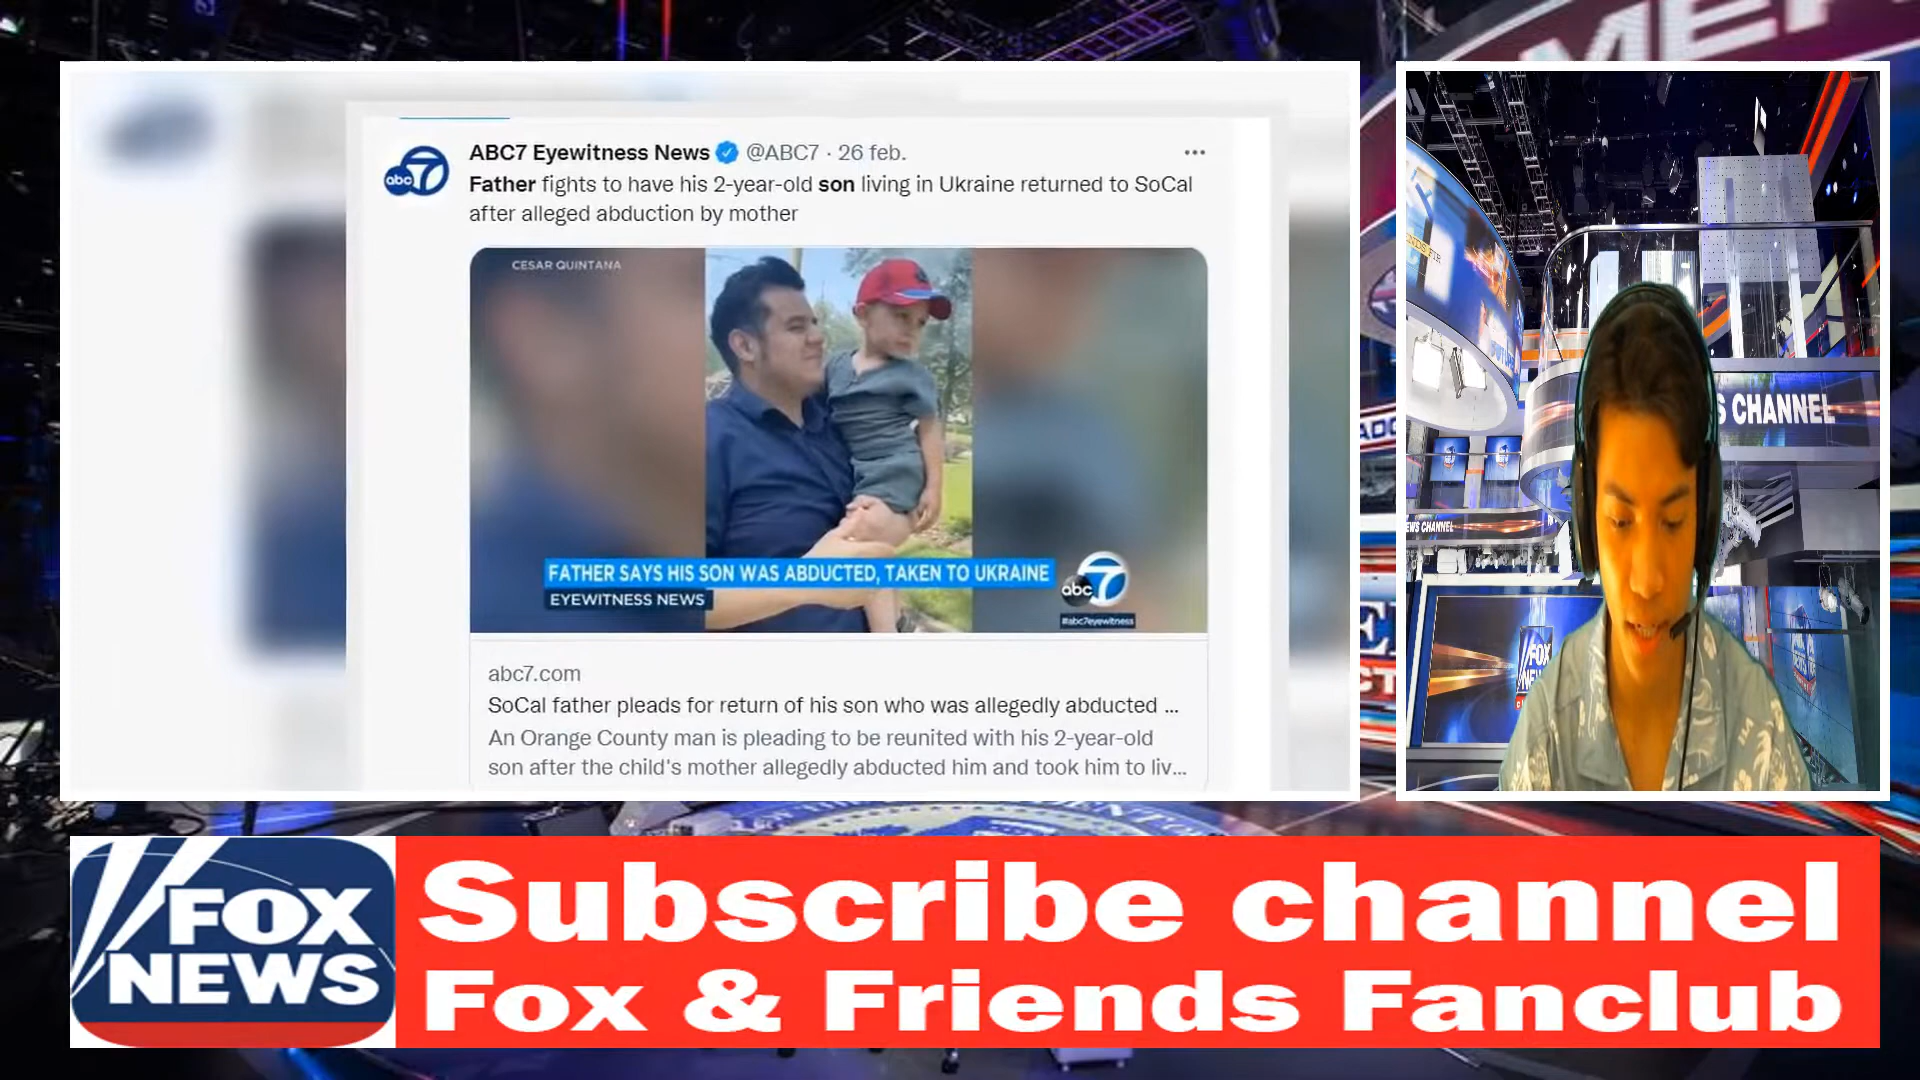 ABC7 Eyewitness News @ABC7 · 26 feb.
Father fights to have his 2-year-old son living in Ukraine returned to SoCal
after alleged abduction by mother
CESAR QUINTANA
FATHER SAYS HIS SON WAS ABDUCTED, TAKEN TO UKRAINE
EYEWITNESS NEWS
abc 7
#abc7eyewitness
abc7.com
SoCal father pleads for return of his son who was allegedly abducted ...
An Orange County man is pleading to be reunited with his 2-year-old
son after the child's mother allegedly abducted him and took him to liv...
S CHANNEL
EWS CHANNEL
FOX
NEWS
Subscribe channel
Fox & Friends Fanclub